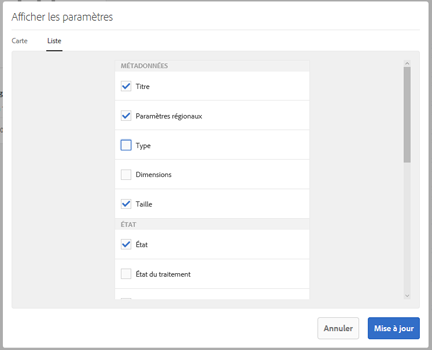 Afficher les paramètres
Carte Liste
MÉTADONNÉES
Titre
Paramètres régionaux
Type
Dimensions
Taille
ÉTAT
État
État du traitement
Annuler Mise à jour